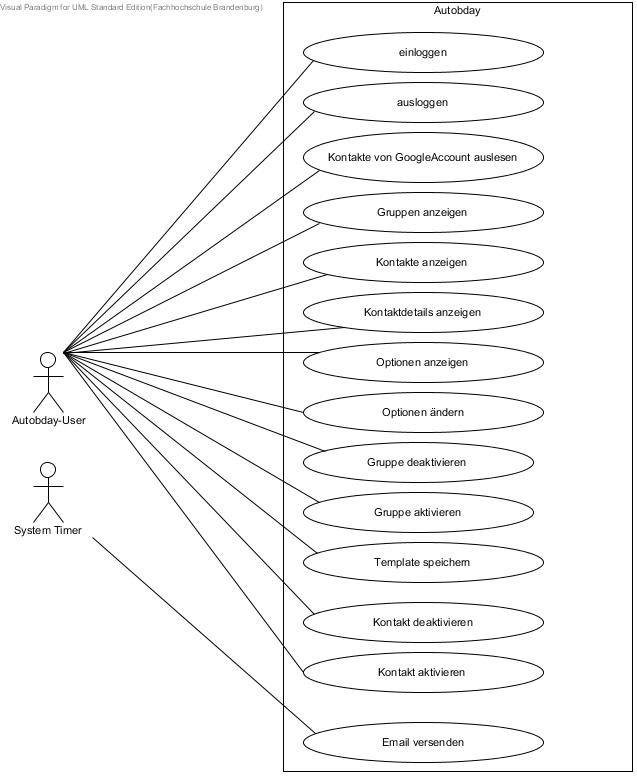 Visual Paradigm for UML Standard Edition(Fachhochschule Brandenburg)
Autobday
einloggen
ausloggen
Kontakte von GoogleAccount auslesen
Gruppen anzeigen
Kontakte anzeigen
Kontaktdetails anzeigen
Optionen anzeigen
Optionen ändern
Autobday-User
Gruppe deaktivieren
Gruppe aktivieren
System Timer
Template speichern
Kontakt deaktivieren
Kontakt aktivieren
Email versenden